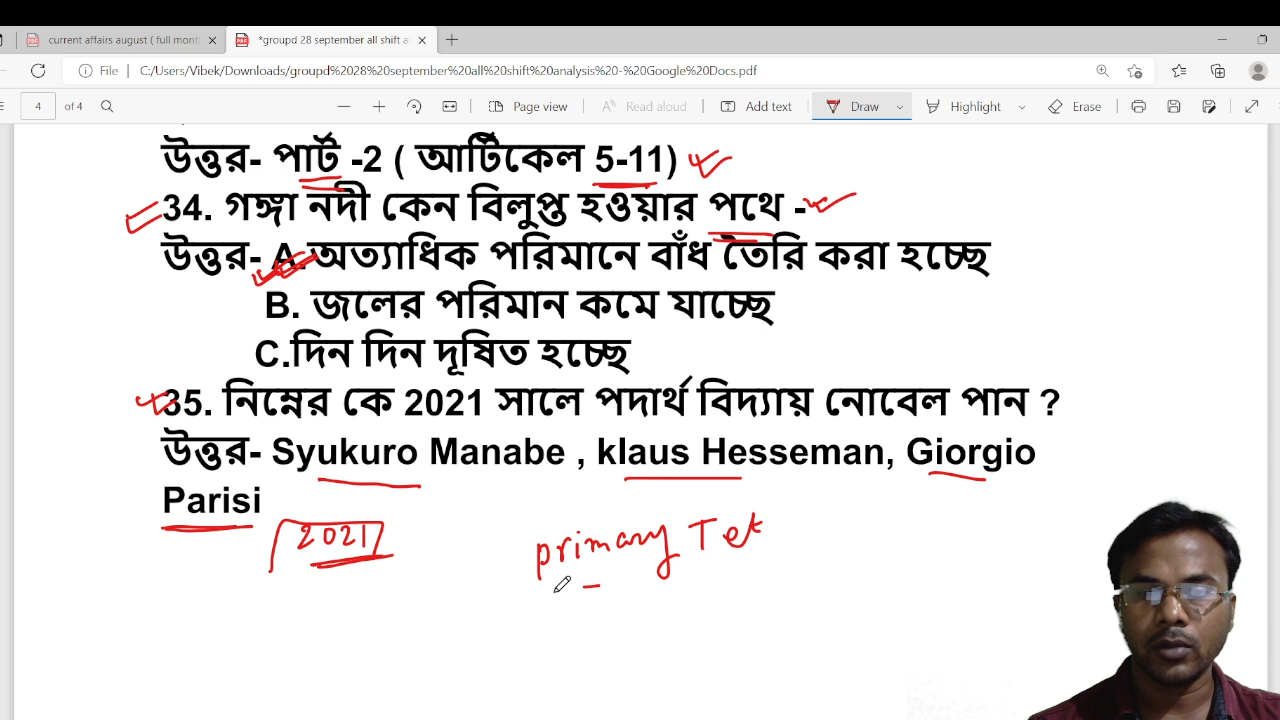 current affairs august ( full mont
*groupd 28 september all shift a
File C:/Users/Vibek/Downloads/groupd%2028%20september%20all%20shift%20analysis%20-%20Google%20Docs.pdf
4 of 4 Page view Read aloud Add text Draw Highlight Erase
উত্তর- পার্ট -2 ( আর্টিকেল 5-11)
34. গঙ্গা নদী কেন বিলুপ্ত হওয়ার পথে -
উত্তর- A. অত্যাধিক পরিমানে বাঁধ তৈরি করা হচ্ছে
B. জলের পরিমান কমে যাচ্ছে
C.দিন দিন দূষিত হচ্ছে
35. নিম্নের কে 2021 সালে পদার্থ বিদ্যায় নোবেল পান ?
উত্তর- Syukuro Manabe , klaus Hesseman, Giorgio
Parisi
2021 primary Tet